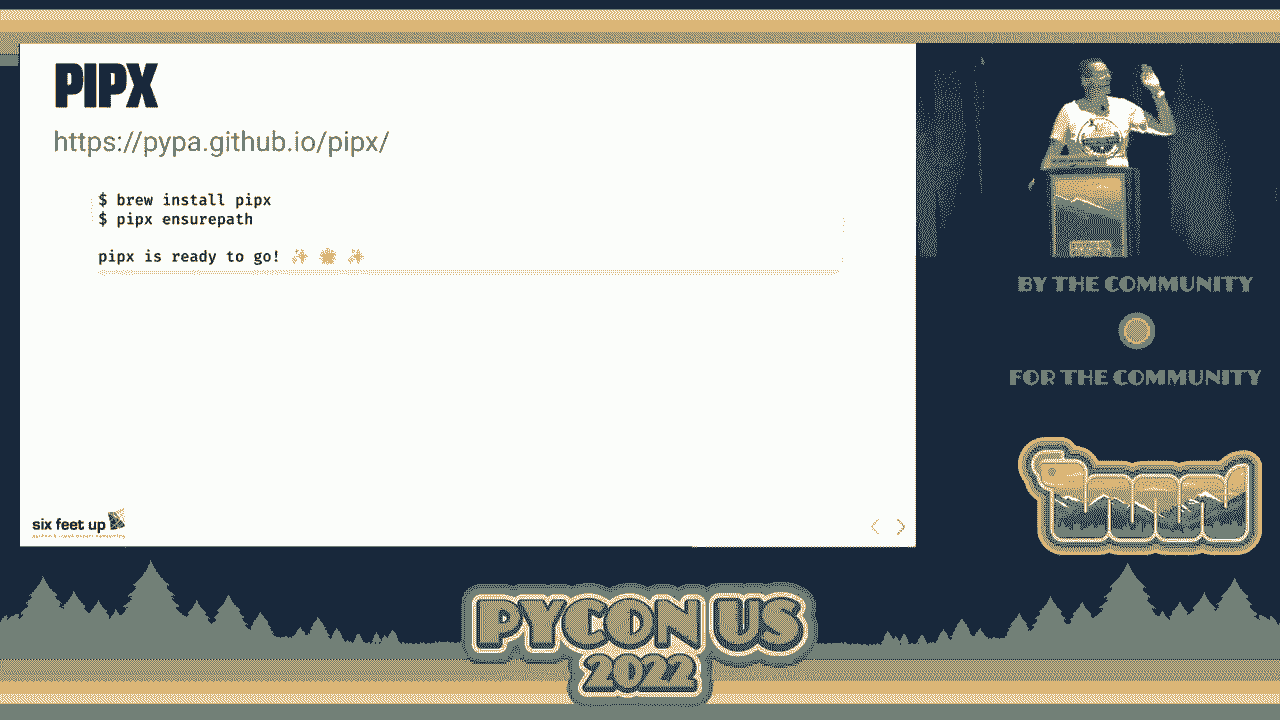 PIPX
https://pypa.github.io/pipx/
$ brew install pipx
$ pipx ensurepath
pipx is ready to go! ✨ 🌟 ✨
six feet up
BY THE COMMUNITY
FOR THE COMMUNITY
PYCON US
2022